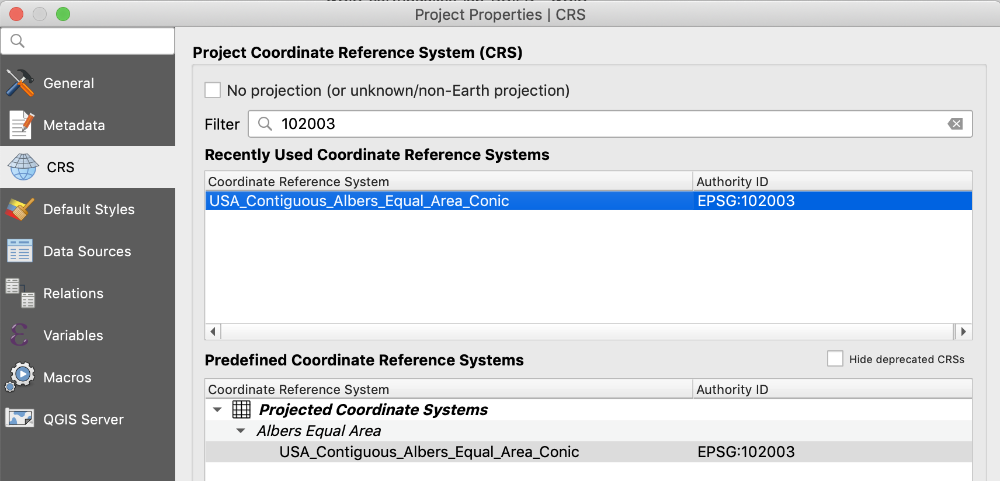 Project Properties | CRS
Project Coordinate Reference System (CRS)
General
No projection (or unknown/non-Earth projection)
Metadata
Filter 102003
Recently Used Coordinate Reference Systems
CRS
Coordinate Reference System Authority ID
USA_Contiguous_Albers_Equal_Area_Conic EPSG:102003
Default Styles
Data Sources
Relations
Variables
Predefined Coordinate Reference Systems Hide deprecated CRSs
Macros
Coordinate Reference System Authority ID
Projected Coordinate Systems
QGIS Server
Albers Equal Area
USA_Contiguous_Albers_Equal_Area_Conic EPSG:102003